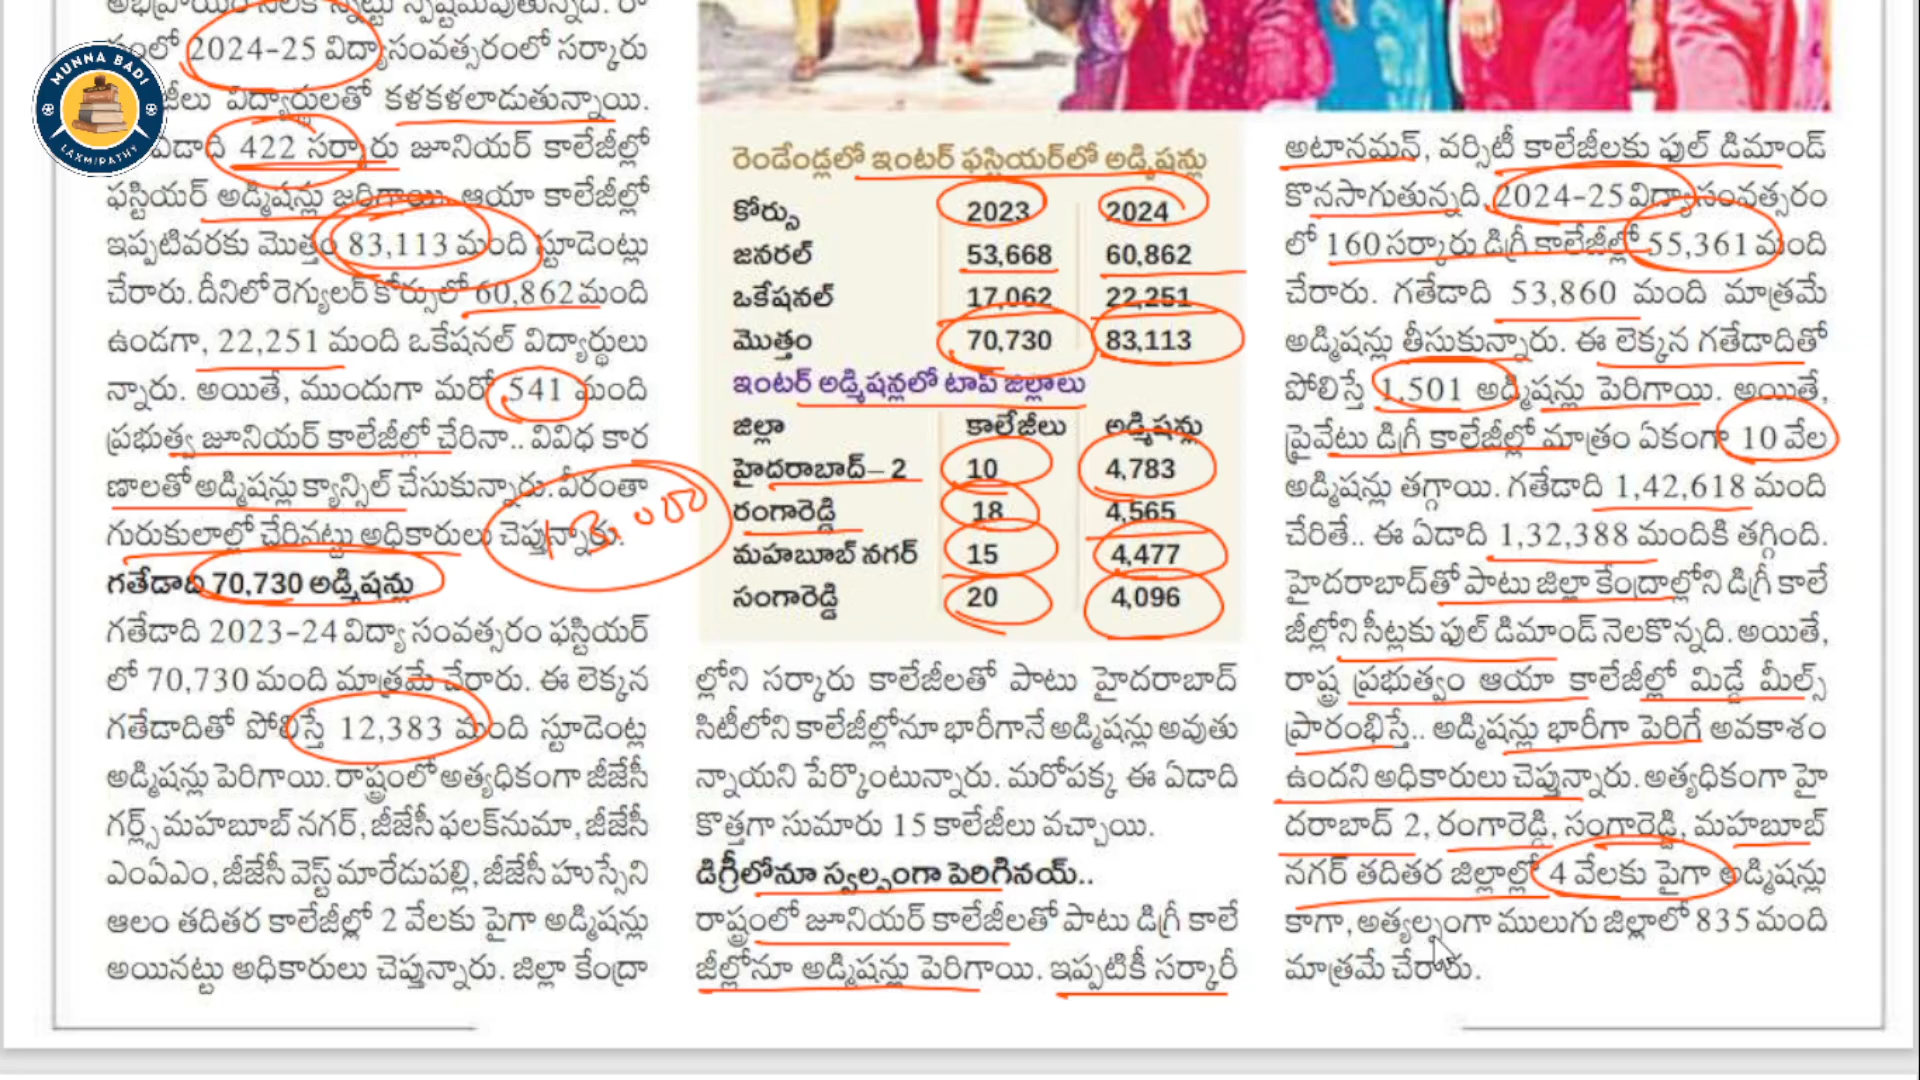 MUNNA BADI
LAXMIPATHY
2024-25 విద్యాసంవత్సరంలో సర్కారు
విద్యార్థులతో కళకళలాడుతున్నాయి.
422 సర్కారు జూనియర్ కాలేజీల్లో
ఫస్టియర్ అడ్మిషన్లు జరిగాయి. ఆయా కాలేజీల్లో
ఇప్పటివరకు మొత్తం 83,113 మంది స్టూడెంట్లు
చేరారు. దీనిలో రెగ్యులర్ కోర్సులో 60,862 మంది
ఉండగా, 22,251 మంది ఒకేషనల్ విద్యార్థులు
న్నారు. అయితే, ముందుగా మరో 541 మంది
ప్రభుత్వ జూనియర్ కాలేజీల్లో చేరినా.. వివిధ కార
ణాలతో అడ్మిషన్లు క్యాన్సిల్ చేసుకున్నారు. వీరంతా
గురుకులాల్లో చేరినట్టు అధికారులు చెప్తున్నారు.
13,000
గతేడాది 70,730 అడ్మిషన్లు
గతేడాది 2023-24 విద్యా సంవత్సరం ఫస్టియర్
లో 70,730 మంది మాత్రమే చేరారు. ఈ లెక్కన
గతేడాదితో పోలిస్తే 12,383 మంది స్టూడెంట్ల
అడ్మిషన్లు పెరిగాయి. రాష్ట్రంలో అత్యధికంగా జీజేసీ
గర్ల్స్ మహబూబ్ నగర్, జీజేసీ ఫలక్‌నుమా, జీజేసీ
ఎంఏఎం, జీజేసీ వెస్ట్ మారేడుపల్లి, జీజేసీ హుస్సేని
ఆలం తదితర కాలేజీల్లో 2 వేలకు పైగా అడ్మిషన్లు
అయినట్టు అధికారులు చెప్తున్నారు. జిల్లా కేంద్రా
రెండేండ్లలో ఇంటర్ ఫస్టియర్‌లో అడ్మిషన్లు
కోర్సు 2023 2024
జనరల్ 53,668 60,862
ఒకేషనల్ 17,062 22,251
మొత్తం 70,730 83,113
ఇంటర్ అడ్మిషన్లలో టాప్ జిల్లాలు
జిల్లా కాలేజీలు అడ్మిషన్లు
హైదరాబాద్– 2 10 4,783
రంగారెడ్డి 18 4,565
మహబూబ్ నగర్ 15 4,477
సంగారెడ్డి 20 4,096
ల్లోని సర్కారు కాలేజీలతో పాటు హైదరాబాద్
సిటీలోని కాలేజీల్లోనూ భారీగానే అడ్మిషన్లు అవుతు
న్నాయని పేర్కొంటున్నారు. మరోపక్క ఈ ఏడాది
కొత్తగా సుమారు 15 కాలేజీలు వచ్చాయి.
డిగ్రీలోనూ స్వల్పంగా పెరిగినయ్..
రాష్ట్రంలో జూనియర్ కాలేజీలతో పాటు డిగ్రీ కాలే
జీల్లోనూ అడ్మిషన్లు పెరిగాయి. ఇప్పటికీ సర్కారీ
అటానమస్, వర్సిటీ కాలేజీలకు ఫుల్ డిమాండ్
కొనసాగుతున్నది. 2024-25 విద్యాసంవత్సరం
లో 160 సర్కారు డిగ్రీ కాలేజీల్లో 55,361 మంది
చేరారు. గతేడాది 53,860 మంది మాత్రమే
అడ్మిషన్లు తీసుకున్నారు. ఈ లెక్కన గతేడాదితో
పోలిస్తే 1,501 అడ్మిషన్లు పెరిగాయి. అయితే,
ప్రైవేటు డిగ్రీ కాలేజీల్లో మాత్రం ఏకంగా 10 వేల
అడ్మిషన్లు తగ్గాయి. గతేడాది 1,42,618 మంది
చేరితే.. ఈ ఏడాది 1,32,388 మందికి తగ్గింది.
హైదరాబాద్‌తో పాటు జిల్లా కేంద్రాల్లోని డిగ్రీ కాలే
జీల్లోని సీట్లకు ఫుల్ డిమాండ్ నెలకొన్నది. అయితే,
రాష్ట్ర ప్రభుత్వం ఆయా కాలేజీల్లో మిడ్డే మీల్స్
ప్రారంభిస్తే.. అడ్మిషన్లు భారీగా పెరిగే అవకాశం
ఉందని అధికారులు చెప్తున్నారు. అత్యధికంగా హై
దరాబాద్ 2, రంగారెడ్డి, సంగారెడ్డి, మహబూబ్
నగర్ తదితర జిల్లాల్లో 4 వేలకు పైగా అడ్మిషన్లు
కాగా, అత్యల్పంగా ములుగు జిల్లాలో 835 మంది
మాత్రమే చేరారు.